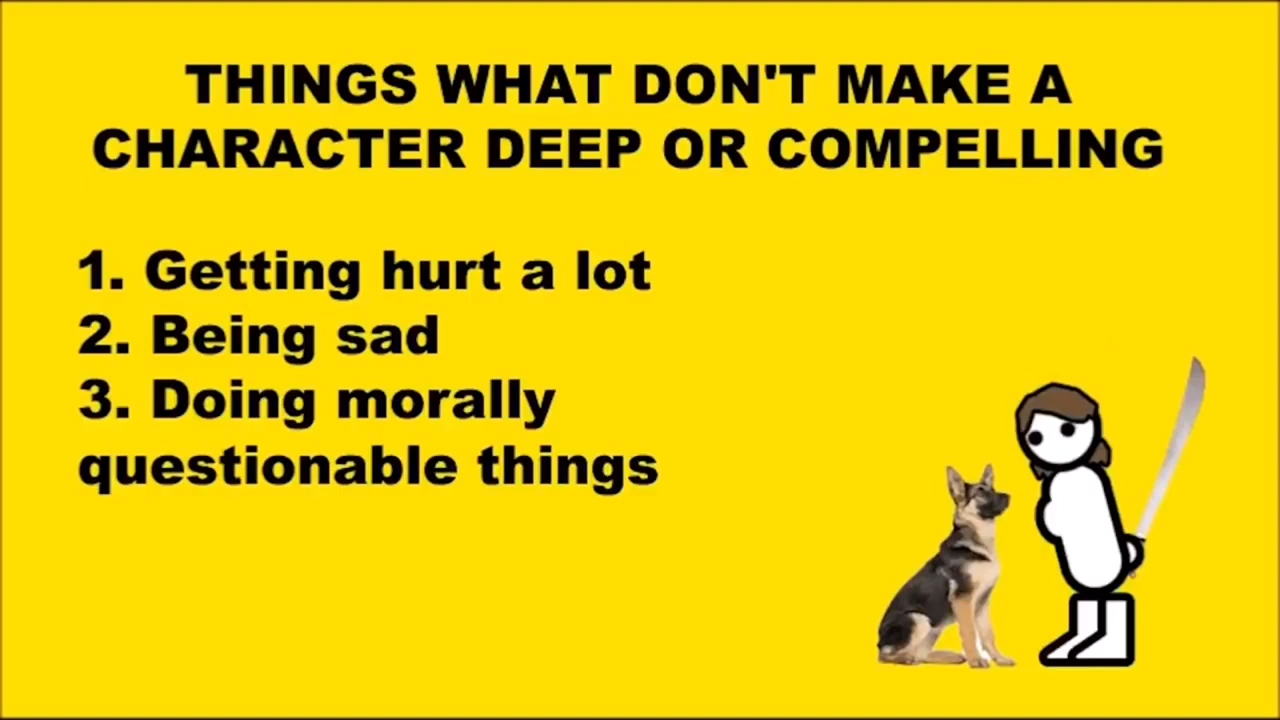 THINGS WHAT DON'T MAKE A
CHARACTER DEEP OR COMPELLING
1. Getting hurt a lot
2. Being sad
3. Doing morally
questionable things